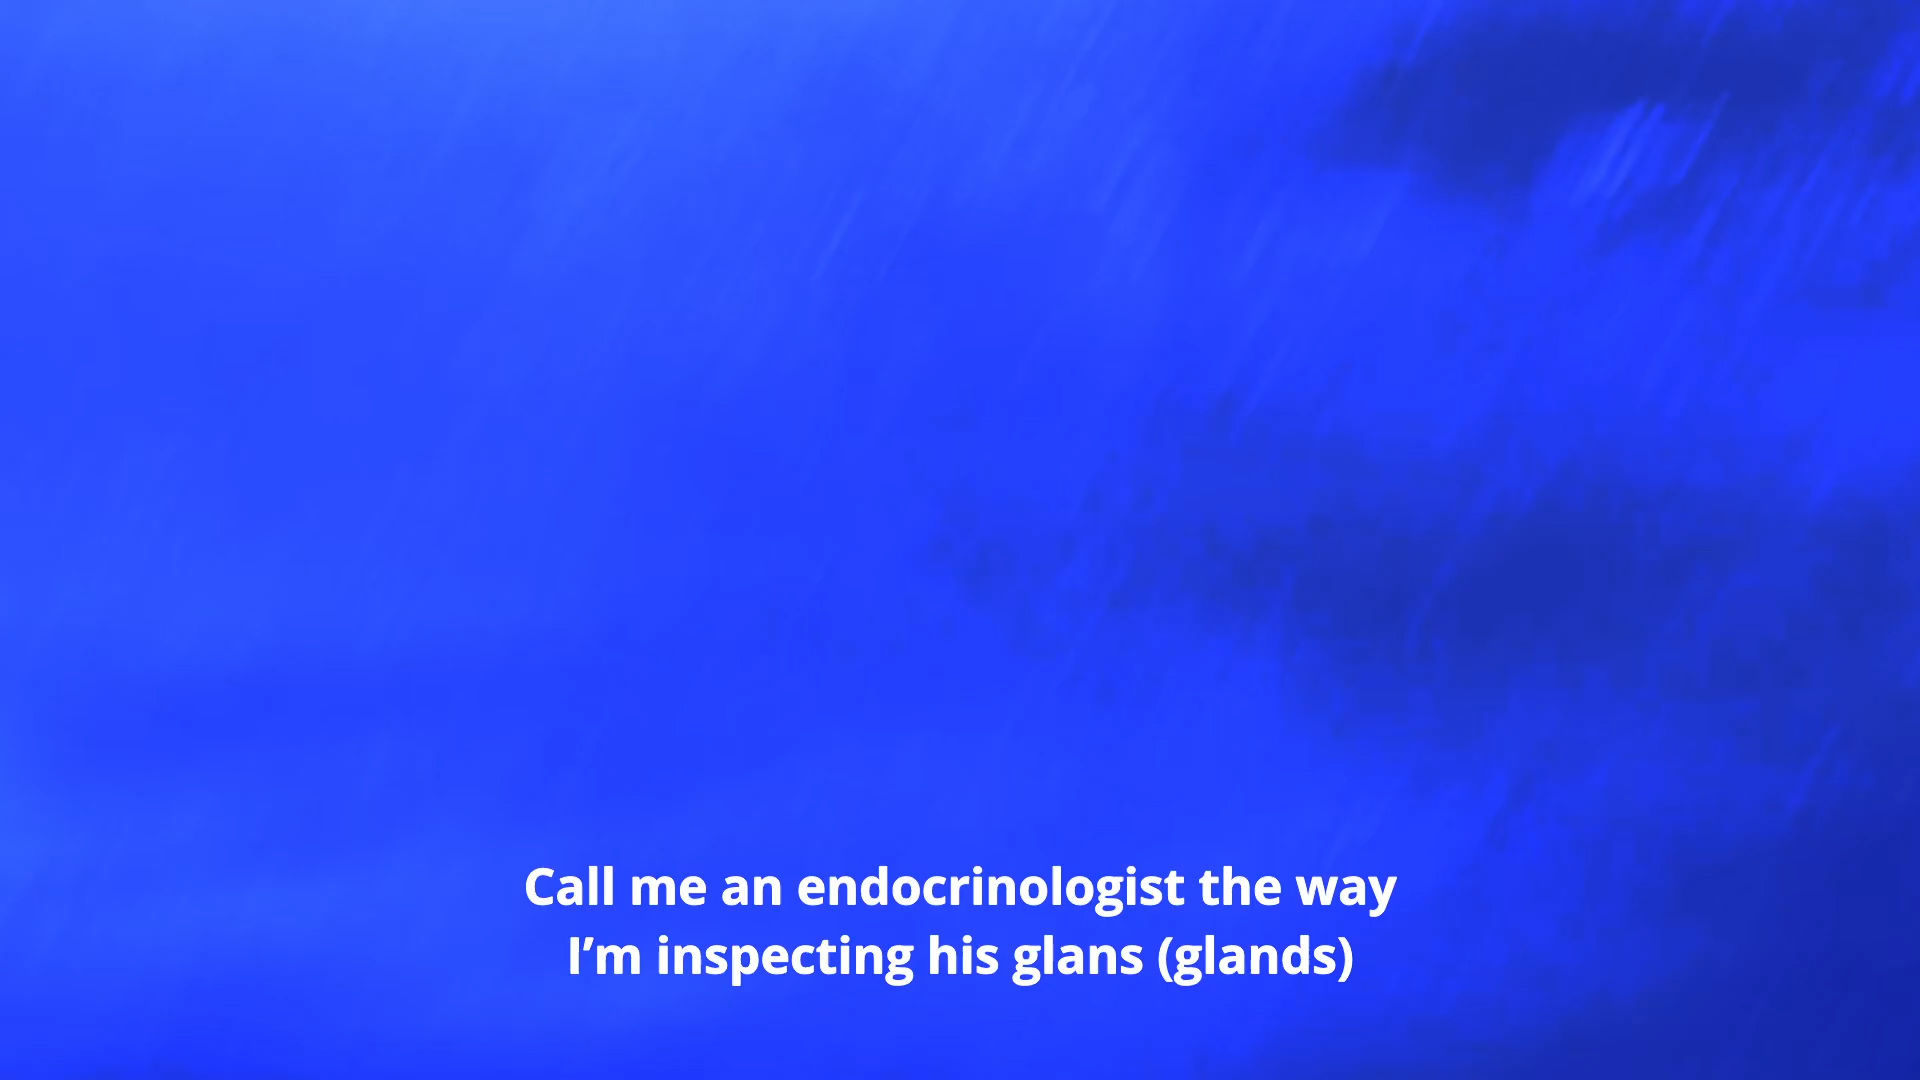 Call me an endocrinologist the way
I’m inspecting his glans (glands)